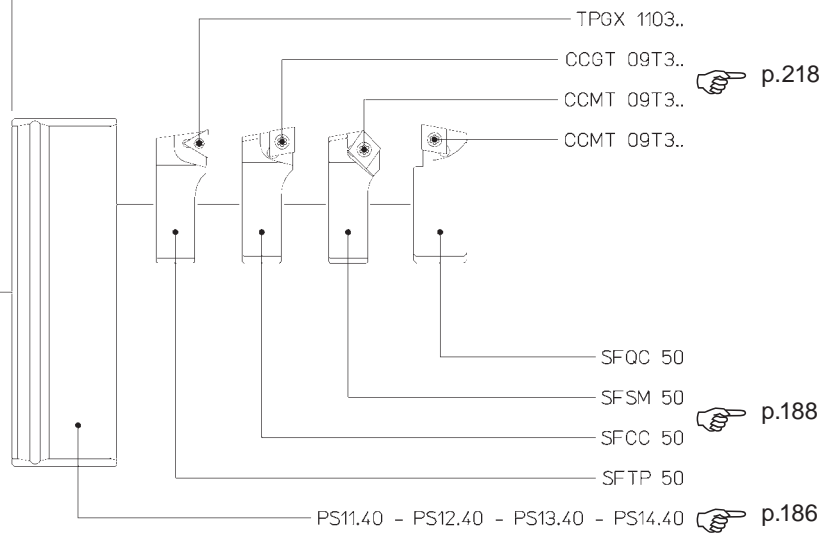 TPGX 1103..
CCGT 09T3..
p.218
CCMT 09T3..
CCMT 09T3..
SFQC 50
SFSM 50
p.188
SFCC 50
SFTP 50
PS11.40 - PS12.40 - PS13.40 - PS14.40
p.186